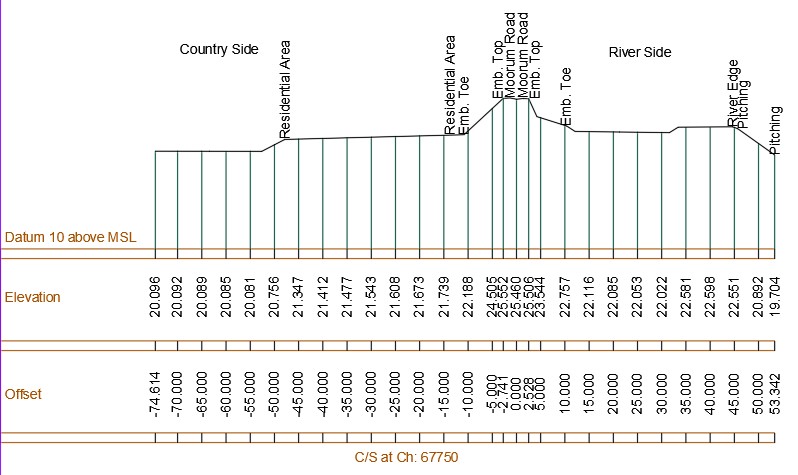 Country Side
River Side
Residential Area
Residential Area
Emb. Toe
Emb. Top
Moorum Road
Moorum Road
Emb. Top
Emb. Toe
River Edge
Pitching
Pitching
Datum 10 above MSL
Elevation
20.096 20.092 20.089 20.085 20.081 20.756 21.347 21.412 21.477 21.543 21.608 21.673 21.739 22.188 24.505 25.552 25.460 25.506 23.544 22.757 22.116 22.085 22.053 22.022 22.581 22.598 22.551 20.892 19.704
Offset
-74.614 -70.000 -65.000 -60.000 -55.000 -50.000 -45.000 -40.000 -35.000 -30.000 -25.000 -20.000 -15.000 -10.000 -5.000 -2.741 0.000 2.528 5.000 10.000 15.000 20.000 25.000 30.000 35.000 40.000 45.000 50.000 53.342
C/S at Ch: 67750